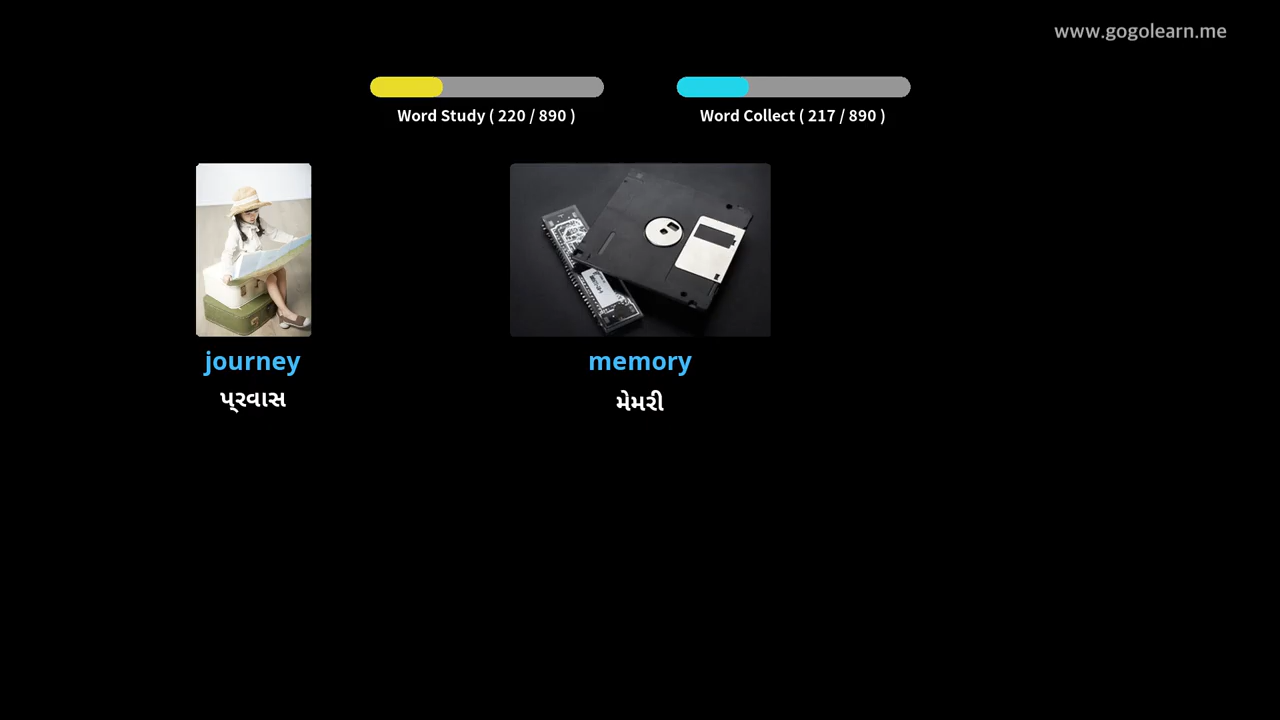 www.gogolearn.me
Word Study ( 220 / 890 )
Word Collect ( 217 / 890 )
journey
memory
પ્રવાસ
મેમરી